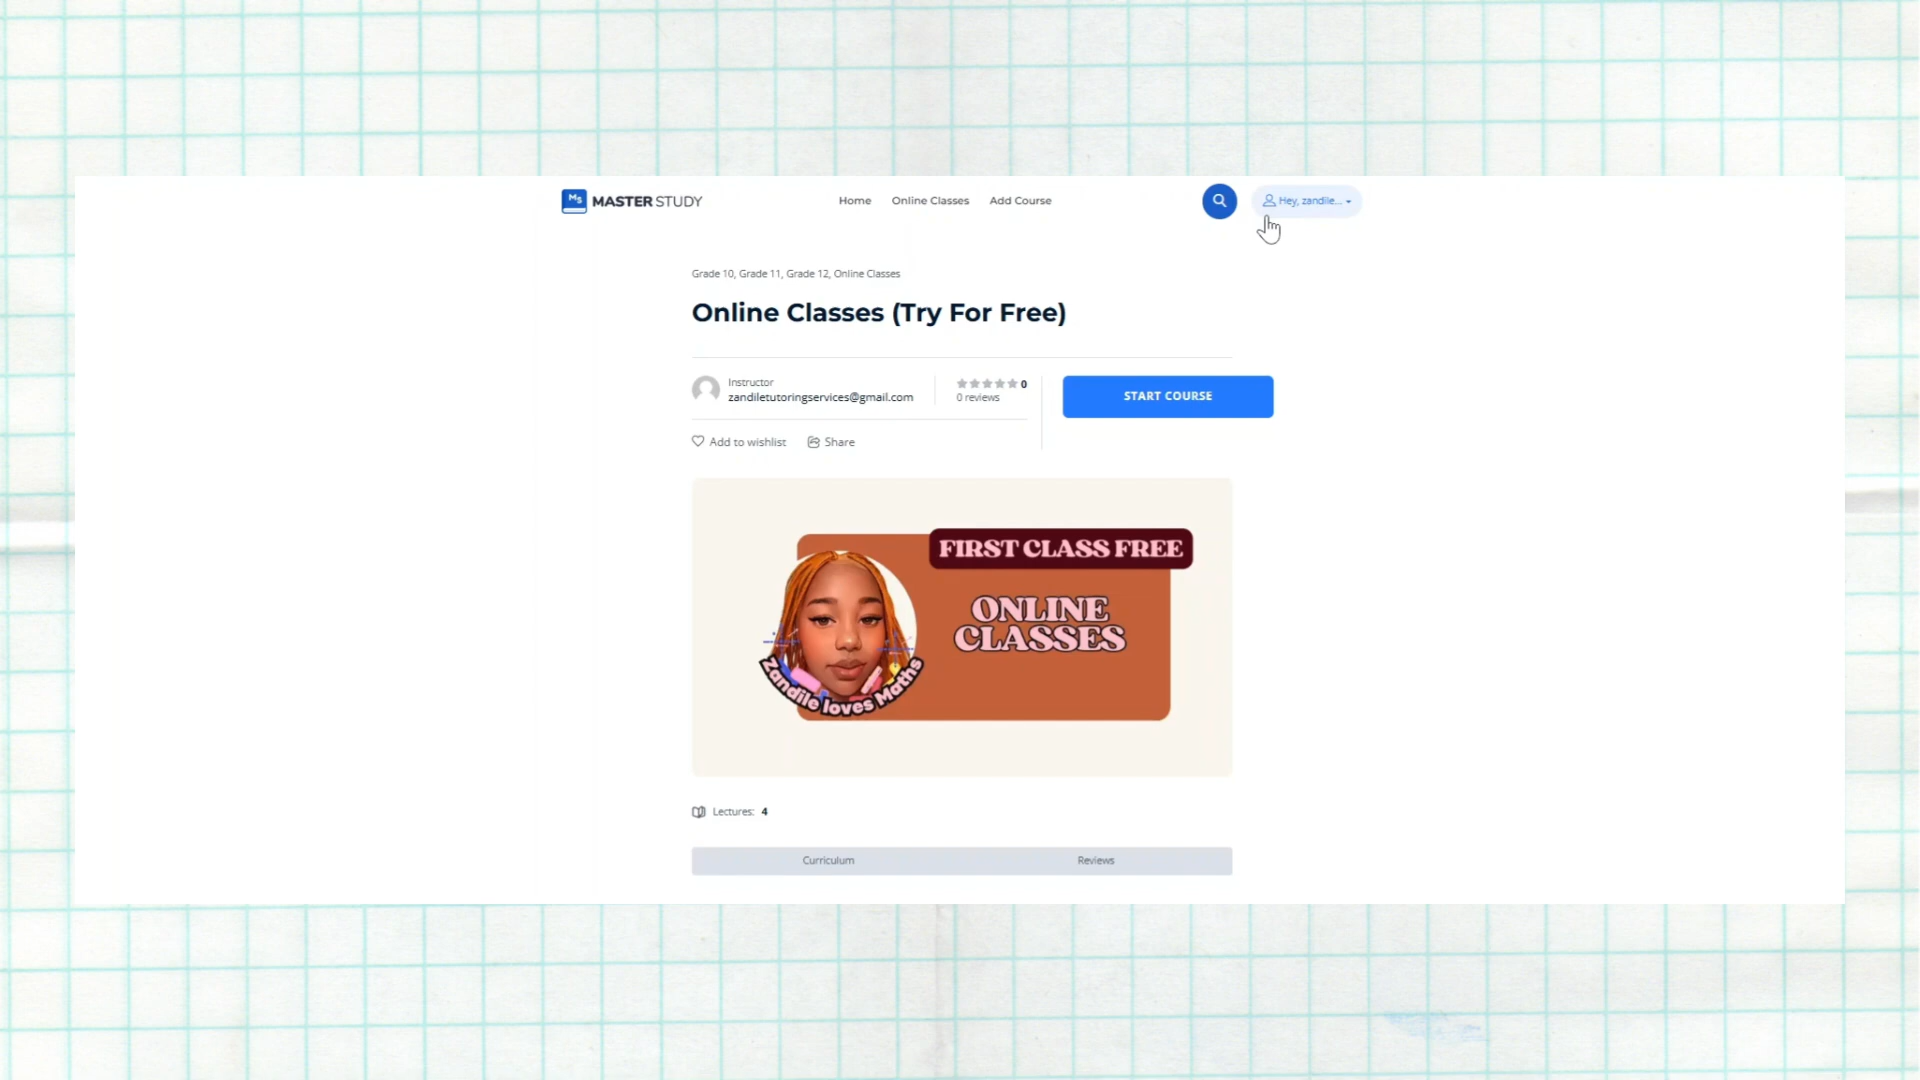 MS MASTERSTUDY
Home Online Classes Add Course
Hey, zandile...
Grade 10, Grade 11, Grade 12, Online Classes
Online Classes (Try For Free)
Instructor
zandiletutoringservices@gmail.com
0
0 reviews
START COURSE
Add to wishlist Share
FIRST CLASS FREE
ONLINE
CLASSES
Zandile loves Maths
Lectures: 4
Curriculum Reviews